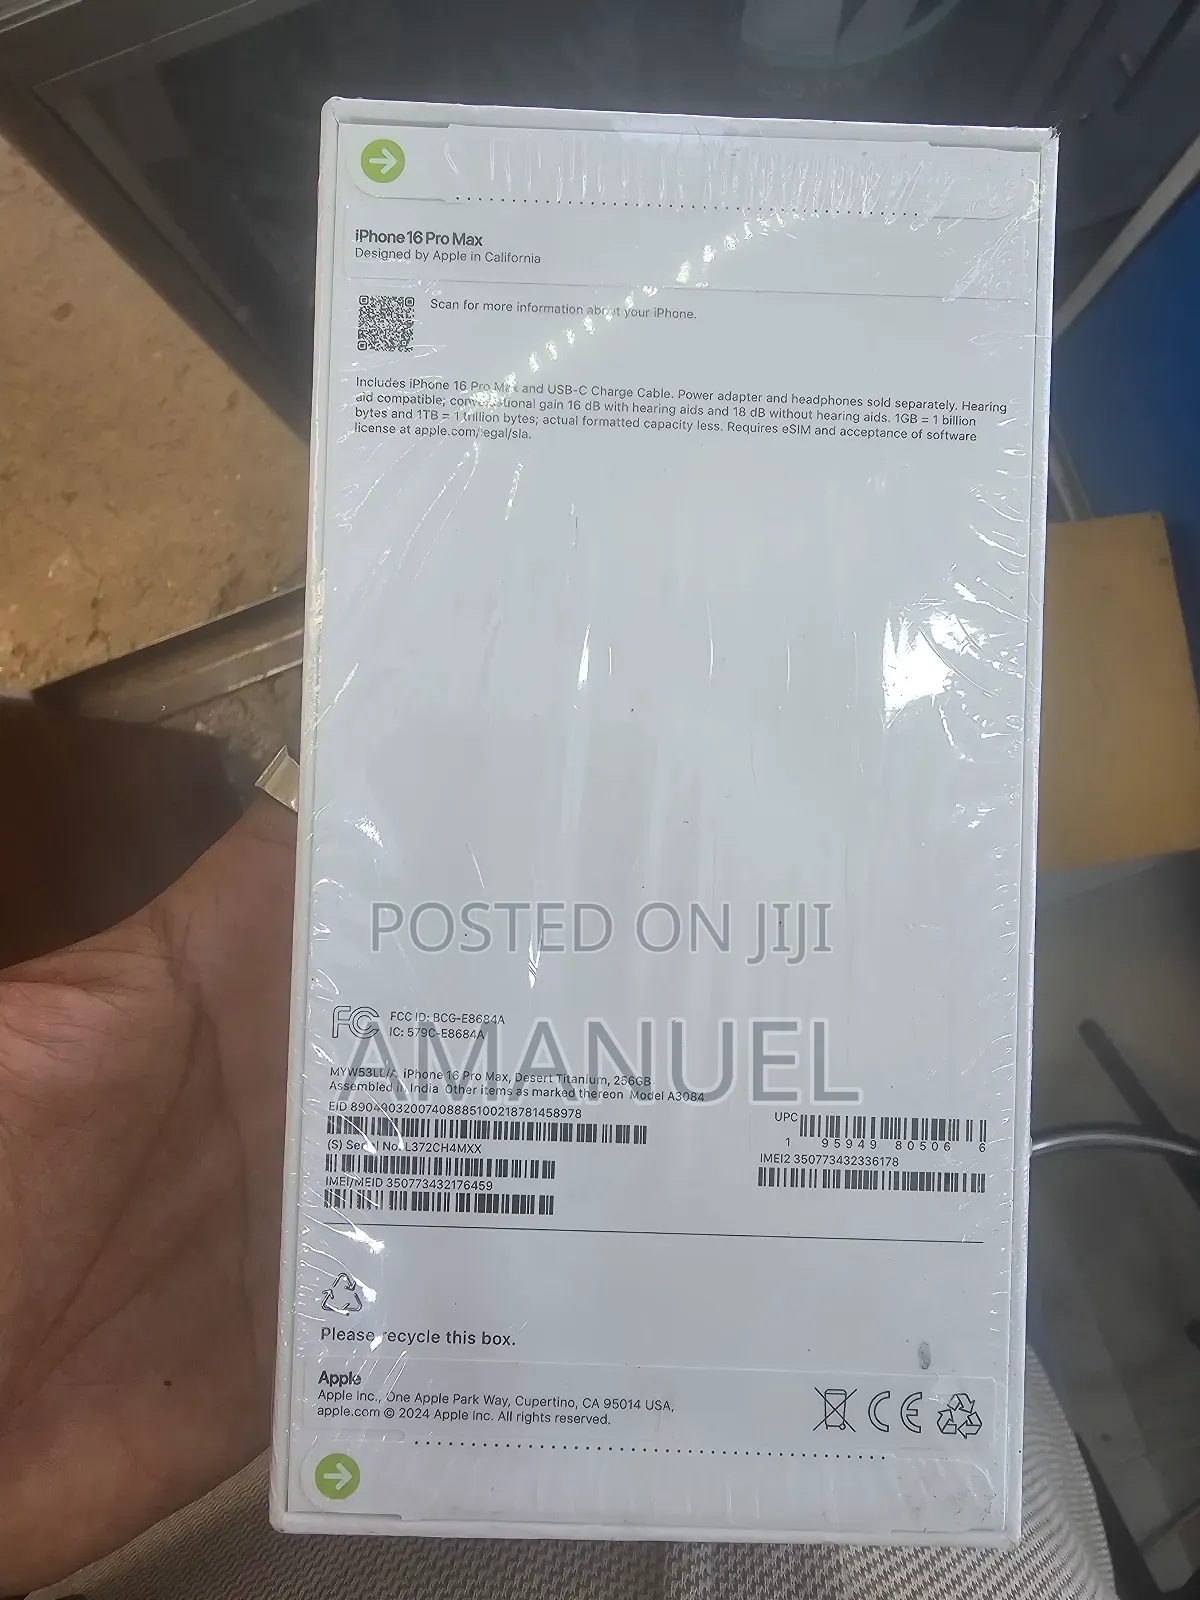 iPhone 16 Pro Max
Designed by Apple in California
Scan for more information about your iPhone.
Includes iPhone 16 Pro Max and USB-C Charge Cable. Power adapter and headphones sold separately. Hearing
aid compatible; conversational gain 16 dB with hearing aids and 18 dB without hearing aids. 1GB = 1 billion
bytes and 1TB = 1 trillion bytes; actual formatted capacity less. Requires eSIM and acceptance of software
license at apple.com/legal/sla.
POSTED ON JIJI
FC FCC ID: BCG-E8684A
IC: 579C-E8684A
AMANUEL
MYW53LL/A, iPhone 16 Pro Max, Desert Titanium, 256GB
Assembled in India Other items as marked thereon Model A3084
EID 89049032007408885100218781458978
UPC
1 95949 80506 6
(S) Serial No. L372CH4MXX
IMEI2 350773432336178
IMEI/MEID 350773432176459
Please recycle this box.
Apple
Apple Inc., One Apple Park Way, Cupertino, CA 95014 USA,
apple.com © 2024 Apple Inc. All rights reserved.
CE